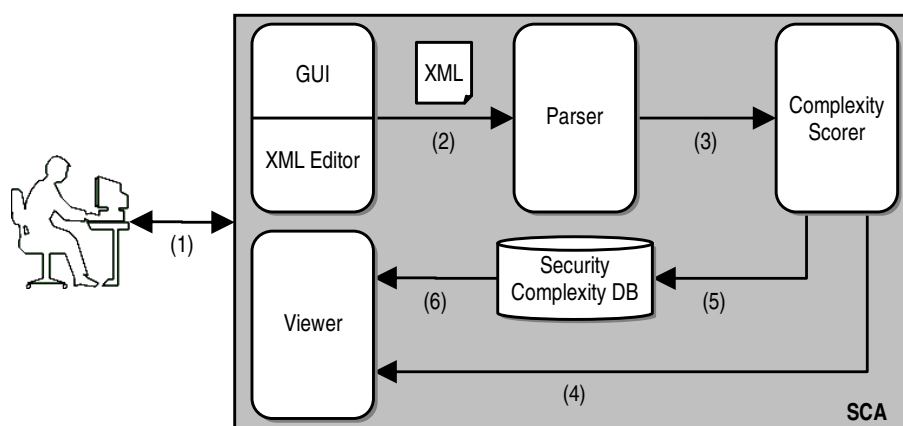 GUI
XML Editor
XML
(2)
Parser
(3)
Complexity
Scorer
(1)
Viewer
(6)
Security
Complexity DB
(5)
(4)
SCA